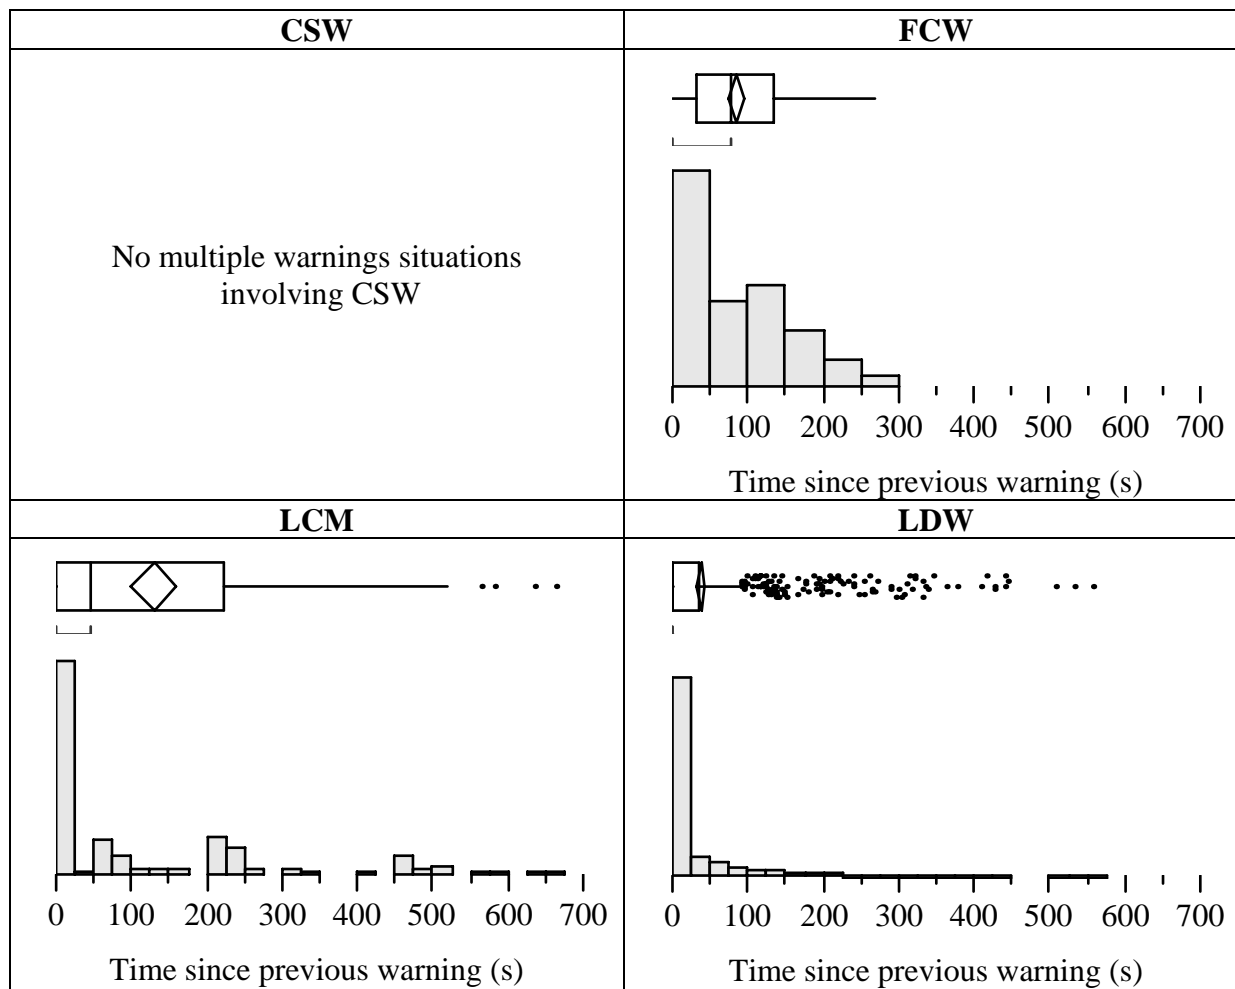 CSW
FCW
No multiple warnings situations
involving CSW
0 100 200 300 400 500 600 700
Time since previous warning (s)
LCM
LDW
0 100 200 300 400 500 600 700
Time since previous warning (s)
0 100 200 300 400 500 600 700
Time since previous warning (s)